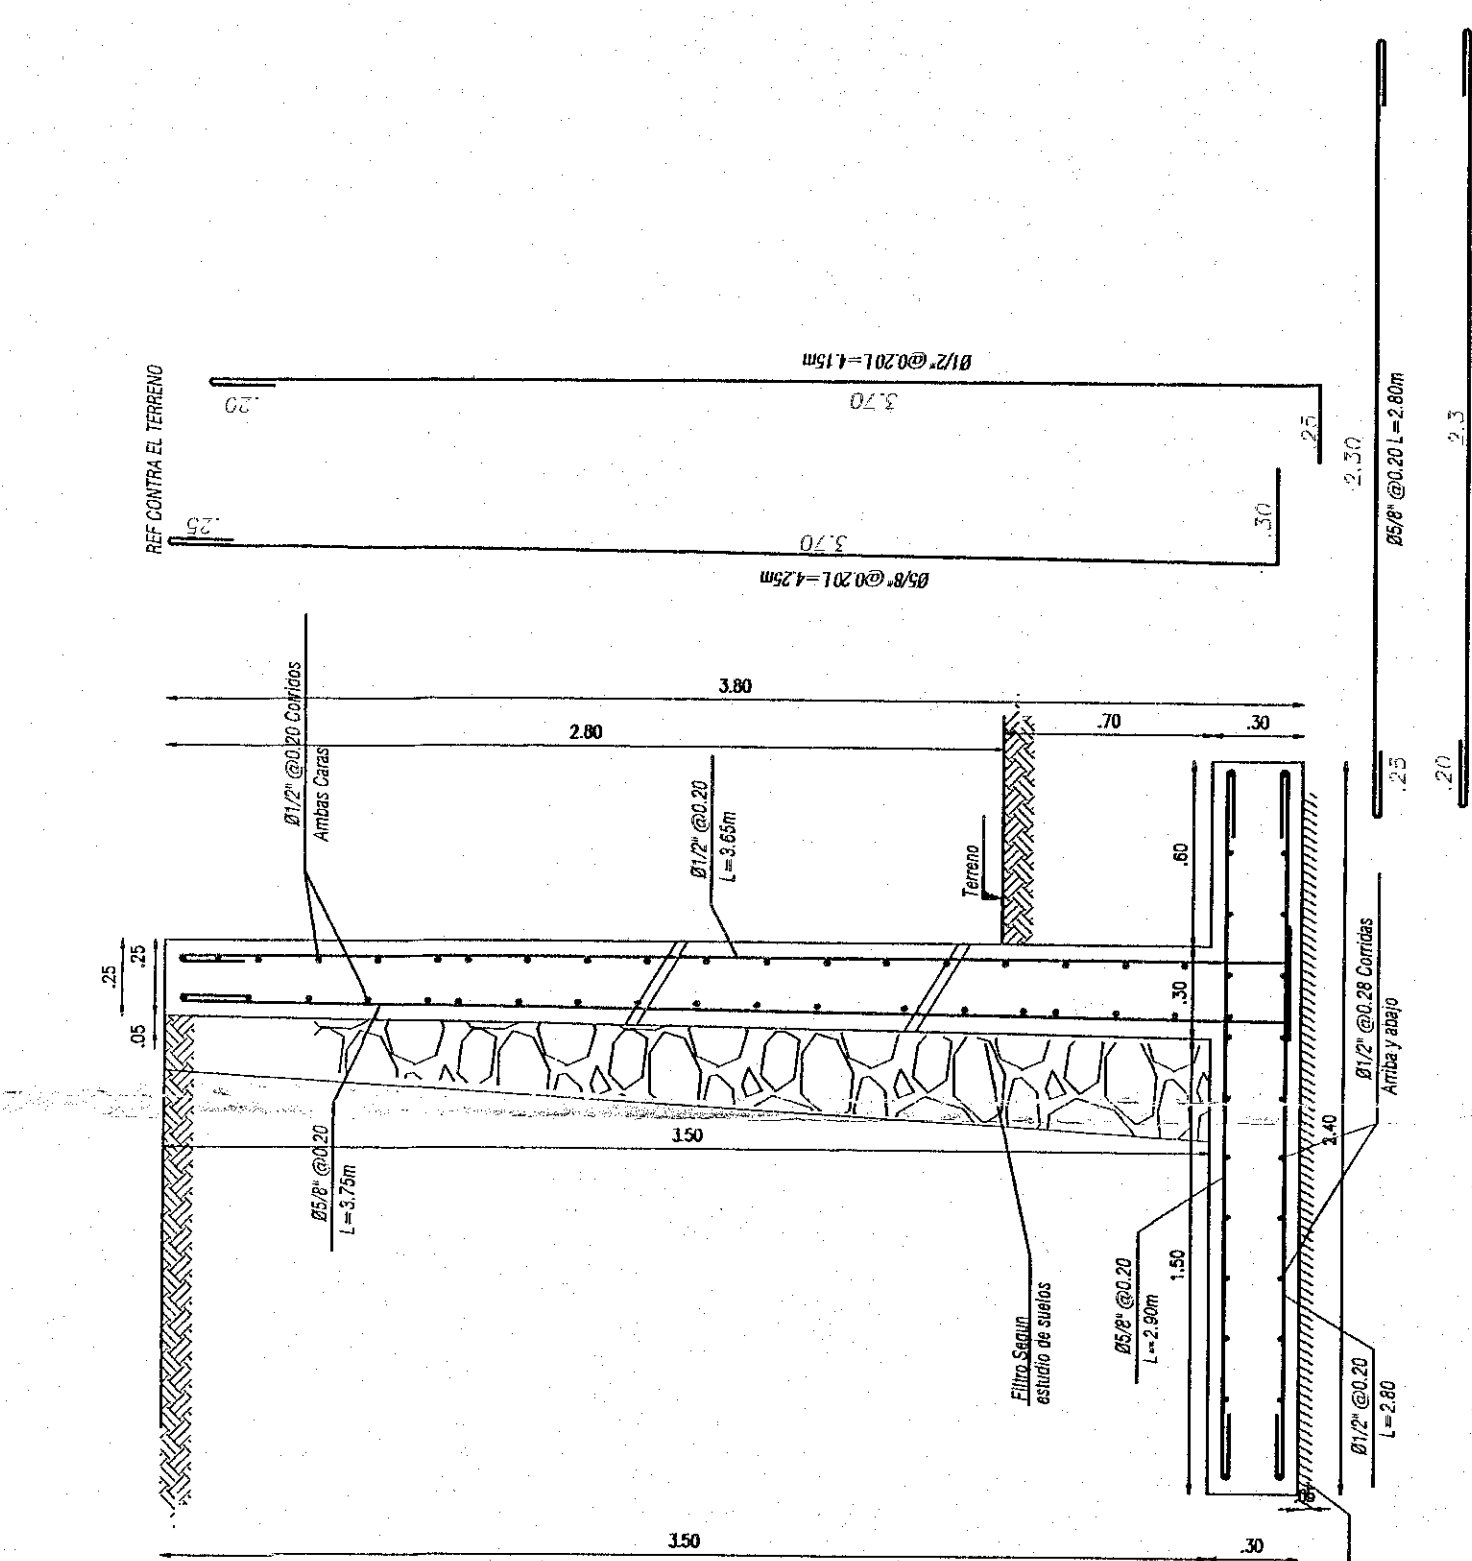 REF CONTRA EL TERRENO
.20
3.70
Ø1/2" @0.20 L=4.15m
.25
.25
3.70
Ø5/8" @0.20 L=4.25m
.30
2.30
Ø5/8" @0.20 L=2.80m
.25
2.3
.20
Ø1/2" @0.20 Corridos
Ambas Caras
3.80
2.80
.70
.30
Ø1/2" @0.20
L=3.65m
Terreno
.60
.25
.25
.05
.30
Ø1/2" @0.28 Corridas
Arriba y abajo
2.40
3.50
Ø5/8" @0.20
L=3.75m
Filtro Segun
estudio de suelos
Ø5/8" @0.20
L=2.90m
1.50
Ø1/2" @0.20
L=2.80
3.50
.30